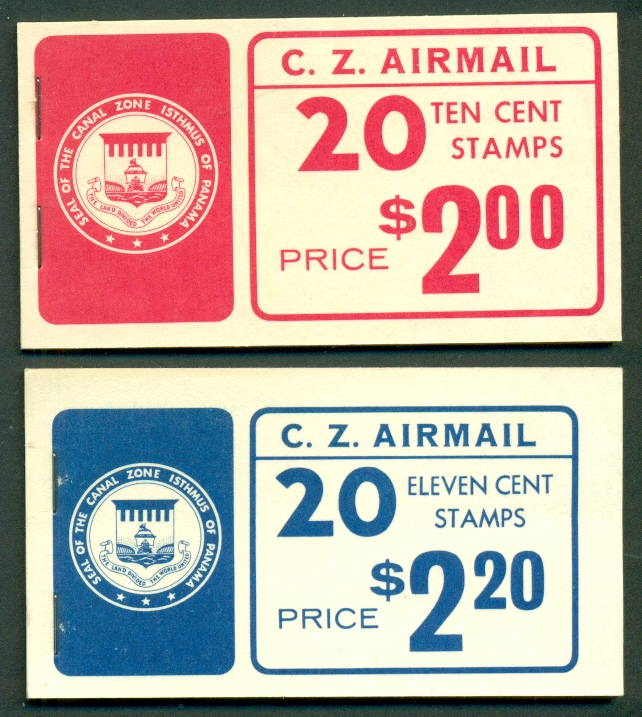 SEAL OF THE CANAL ZONE ISTHMUS OF PANAMA
THE LAND DIVIDED THE WORLD UNITED
C. Z. AIRMAIL
20 TEN CENT
STAMPS
PRICE $2.00
SEAL OF THE CANAL ZONE ISTHMUS OF PANAMA
THE LAND DIVIDED THE WORLD UNITED
C. Z. AIRMAIL
20 ELEVEN CENT
STAMPS
PRICE $2.20